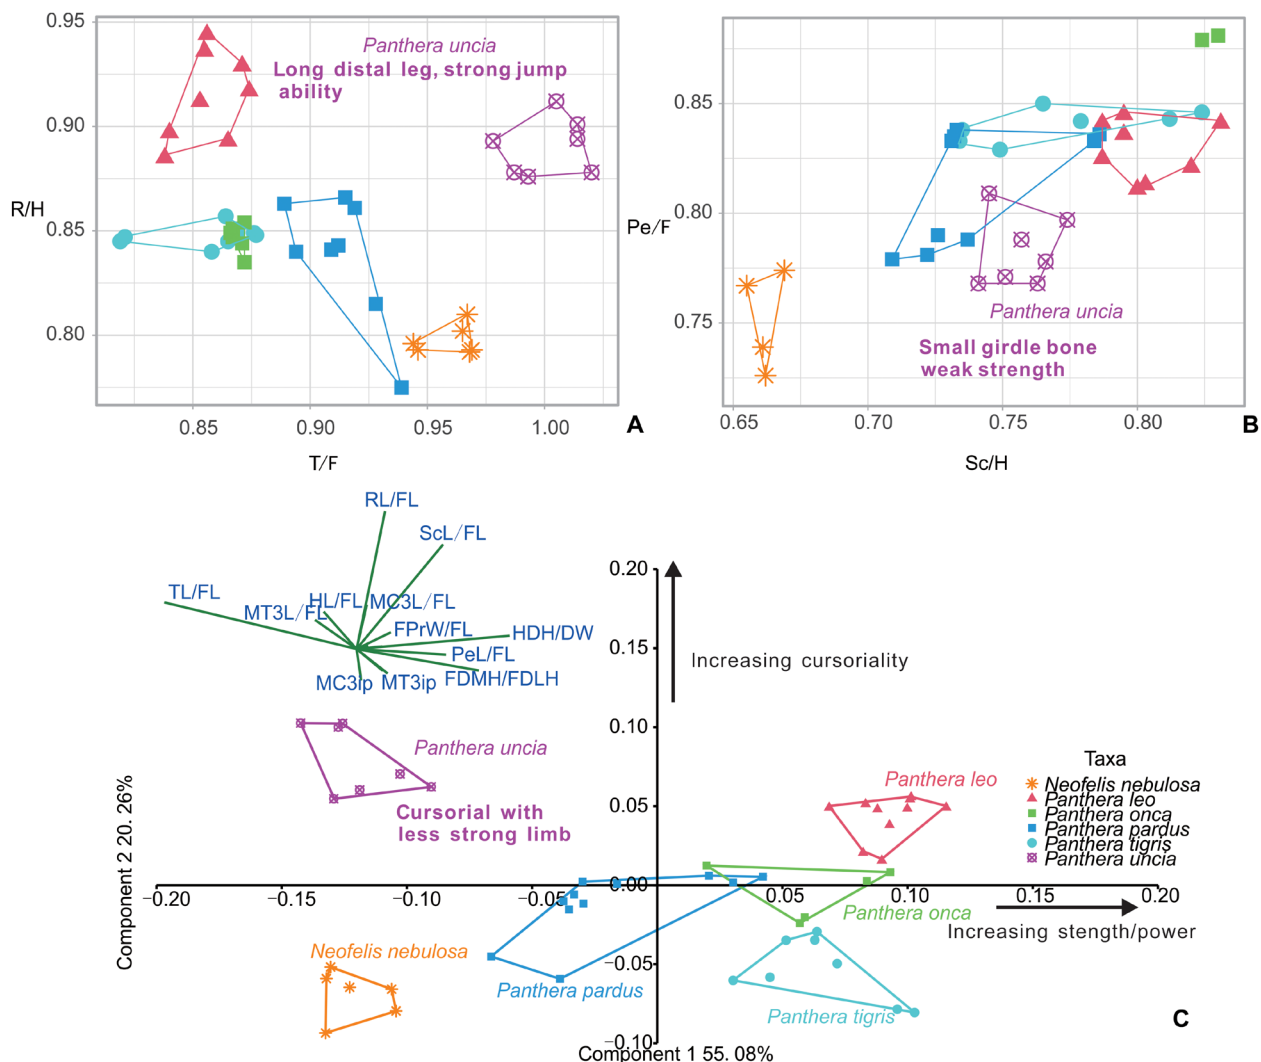 0.95
0.90
0.85
0.80
R/H
Panthera uncia
Long distal leg, strong jump
ability
0.85
0.90
0.95
1.00
T/F
A
0.85
0.80
0.75
Pe/F
Panthera uncia
Small girdle bone
weak strength
0.65
0.70
0.75
0.80
Sc/H
B
RL/FL
ScL/FL
TL/FL
HL/FL
MC3L/FL
MT3L/FL
FPrW/FL
HDH/DW
PeL/FL
MC3ip
MT3ip
FDMH/FDLH
0.20
0.15
0.10
0.05
0.00
−0.05
−0.10
Increasing cursoriality
Panthera uncia
Cursorial with
less strong limb
Panthera leo
Taxa
Neofelis nebulosa
Panthera leo
Panthera onca
Panthera pardus
Panthera tigris
Panthera uncia
−0.20
−0.15
−0.10
−0.05
0.05
0.10
0.15
0.20
Panthera onca
Increasing stength/power
Neofelis nebulosa
Panthera pardus
Panthera tigris
C
Component 2 20. 26%
Component 1 55. 08%